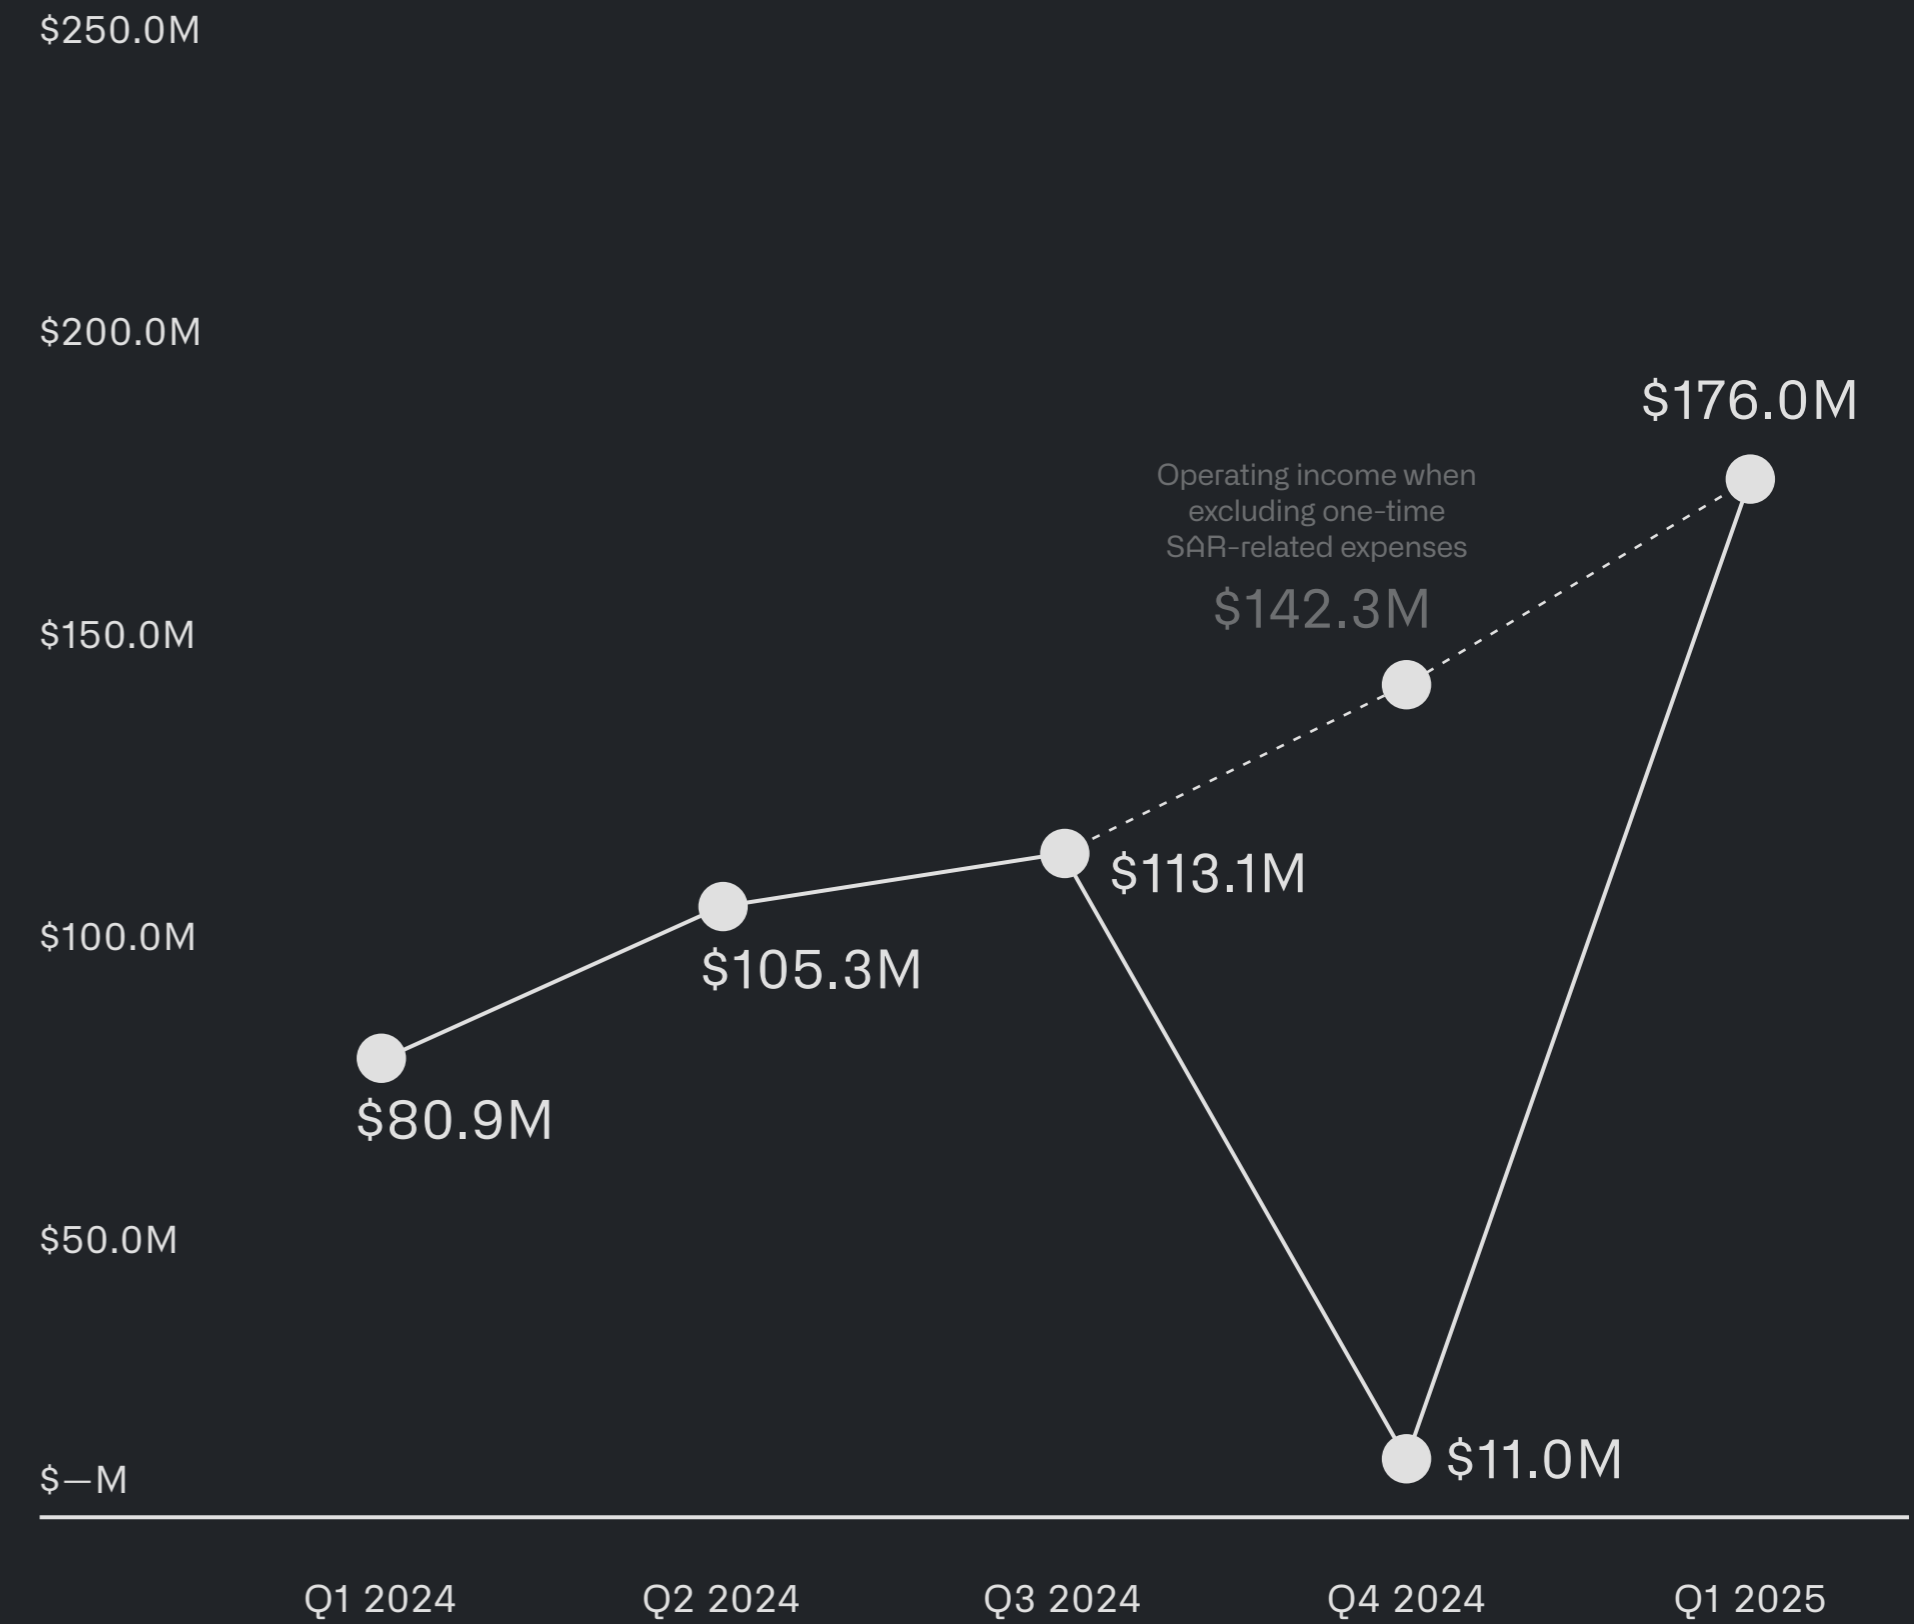 $250.0M
$200.0M
$176.0M
Operating income when
excluding one-time
SAR-related expenses
$142.3M
$150.0M
$113.1M
$100.0M
$105.3M
$80.9M
$50.0M
$11.0M
$—M
Q1 2024 Q2 2024 Q3 2024 Q4 2024 Q1 2025